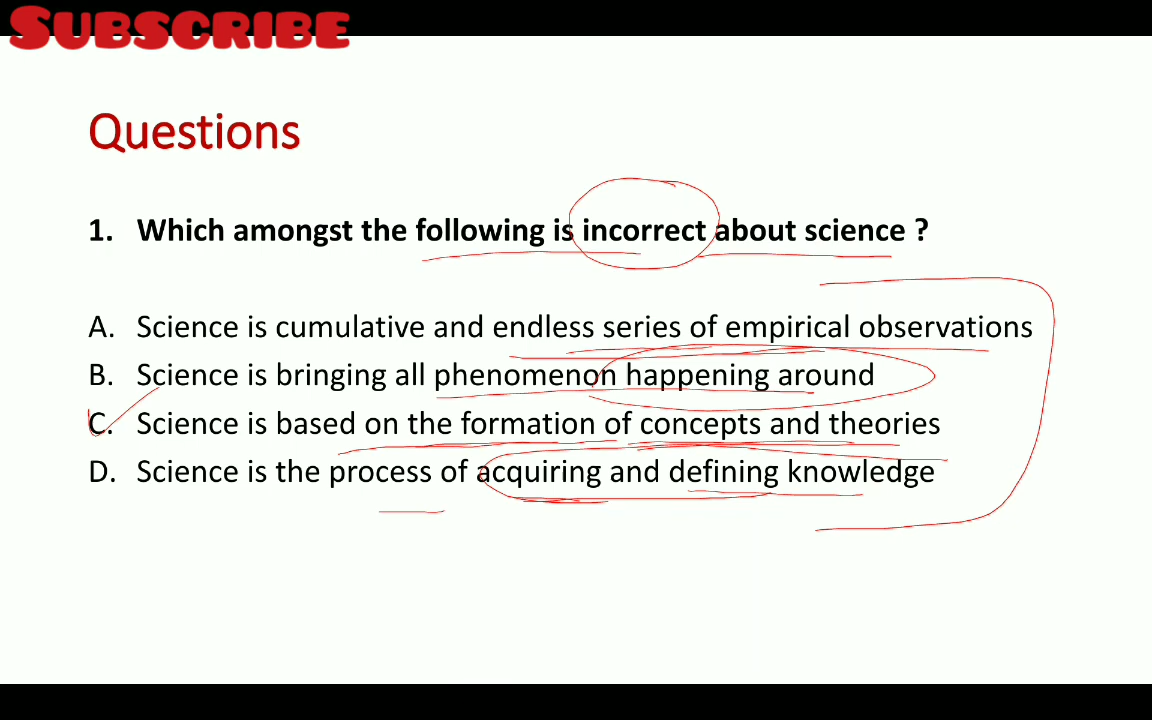 SUBSCRIBE
Questions
1. Which amongst the following is incorrect about science ?
A. Science is cumulative and endless series of empirical observations
B. Science is bringing all phenomenon happening around
C. Science is based on the formation of concepts and theories
D. Science is the process of acquiring and defining knowledge